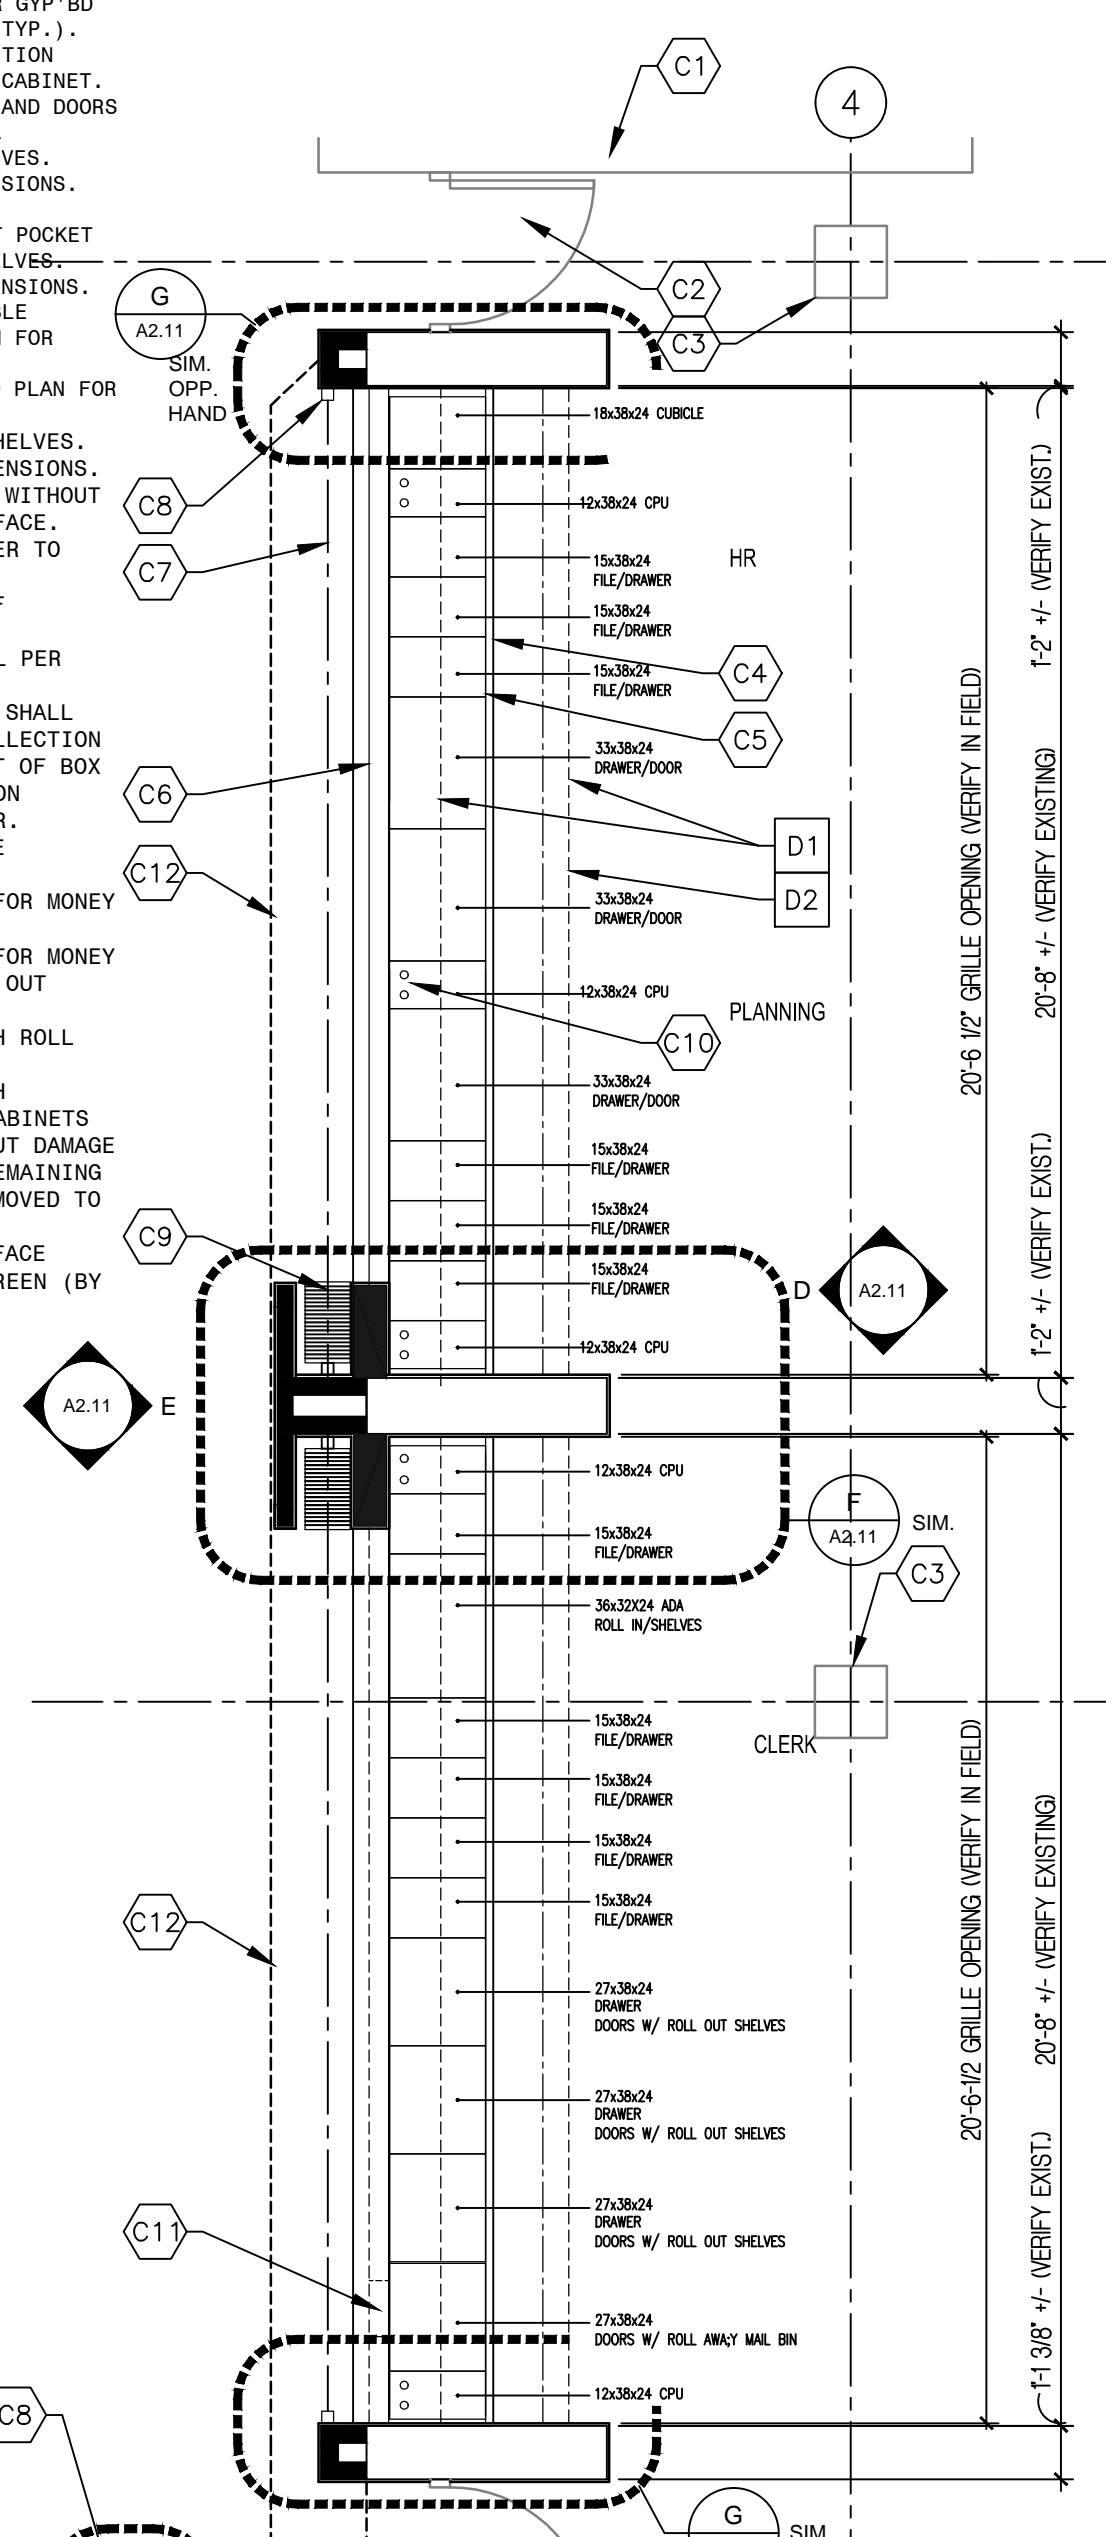 R GYP'BD
TYP.).
TION
CABINET.
AND DOORS
VES.
SIONS.
T POCKET
LVES.
ENSIONS.
BLE
N FOR
D PLAN FOR
HELVES.
ENSIONS.
WITHOUT
FACE.
ER TO
F
L PER
SHALL
LLECTION
T OF BOX
ON
R.
E
FOR MONEY
FOR MONEY
OUT
H ROLL
H
ABINETS
UT DAMAGE
EMAINING
MOVED TO
FACE
REEN (BY
C1
4
C2
C3
G
A2.11
SIM.
OPP.
HAND
18x38x24 CUBICLE
C8
12x38x24 CPU
C7
15x38x24
FILE/DRAWER
HR
15x38x24
FILE/DRAWER
15x38x24
FILE/DRAWER
C4
C5
33x38x24
DRAWER/DOOR
C6
D1
D2
C12
33x38x24
DRAWER/DOOR
12x38x24 CPU
PLANNING
C10
33x38x24
DRAWER/DOOR
15x38x24
FILE/DRAWER
15x38x24
FILE/DRAWER
C9
15x38x24
FILE/DRAWER
D
A2.11
12x38x24 CPU
A2.11
E
12x38x24 CPU
F
A2.11
SIM.
15x38x24
FILE/DRAWER
C3
36x32X24 ADA
ROLL IN/SHELVES
15x38x24
FILE/DRAWER
CLERK
15x38x24
FILE/DRAWER
15x38x24
FILE/DRAWER
15x38x24
FILE/DRAWER
C12
27x38x24
DRAWER
DOORS W/ ROLL OUT SHELVES
27x38x24
DRAWER
DOORS W/ ROLL OUT SHELVES
C11
27x38x24
DRAWER
DOORS W/ ROLL OUT SHELVES
27x38x24
DOORS W/ ROLL AWA;Y MAIL BIN
12x38x24 CPU
C8
G
SIM.
1'-2" +/- (VERIFY EXIST.)
20'-6 1/2" GRILLE OPENING (VERIFY IN FIELD)
20'-8" +/- (VERIFY EXISTING)
1'-2" +/- (VERIFY EXIST.)
20'-6-1/2 GRILLE OPENING (VERIFY IN FIELD)
20'-8" +/- (VERIFY EXISTING)
1'-1 3/8" +/- (VERIFY EXIST.)